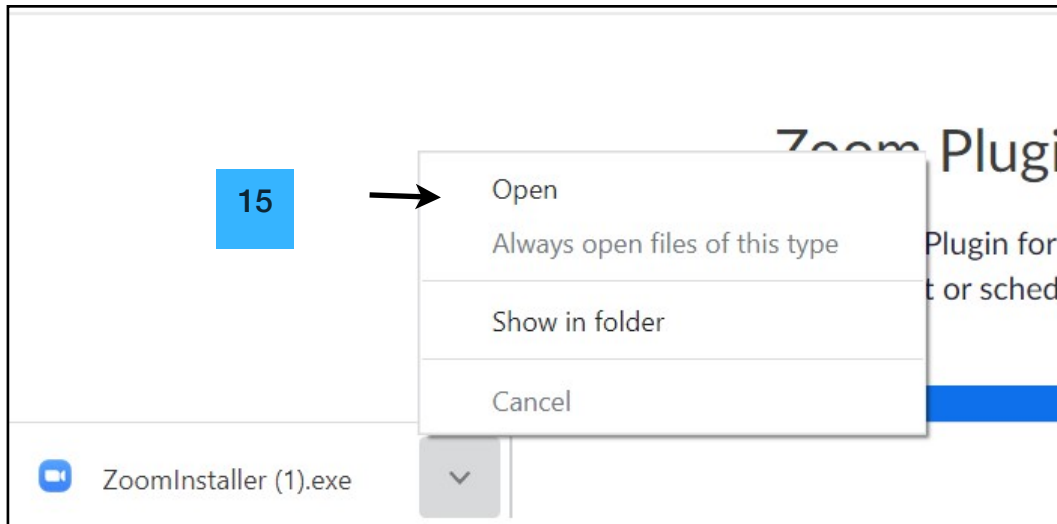 Zoom Plugi
15
Open
Always open files of this type
Plugin for
t or sched
Show in folder
Cancel
ZoomInstaller (1).exe